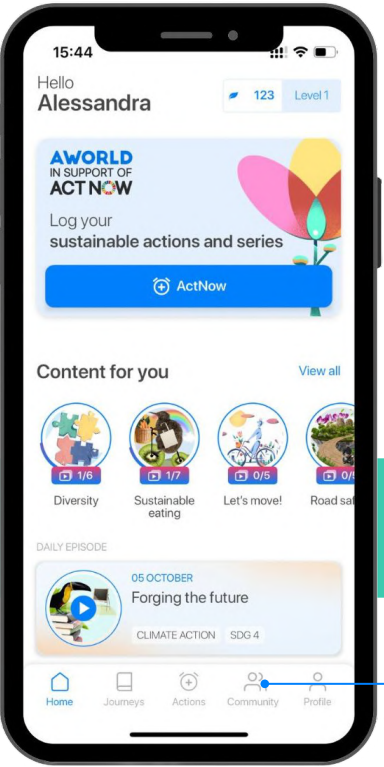 15:44
Hello
Alessandra
123 Level 1
AWORLD
IN SUPPORT OF
ACT NOW
Log your
sustainable actions and series
ActNow
Content for you View all
1/6 1/7 0/5
Diversity Sustainable eating Let's move! Road
DAILY EPISODE
05 OCTOBER
Forging the future
CLIMATE ACTION SDG 4
Home Journeys Actions Community Profile